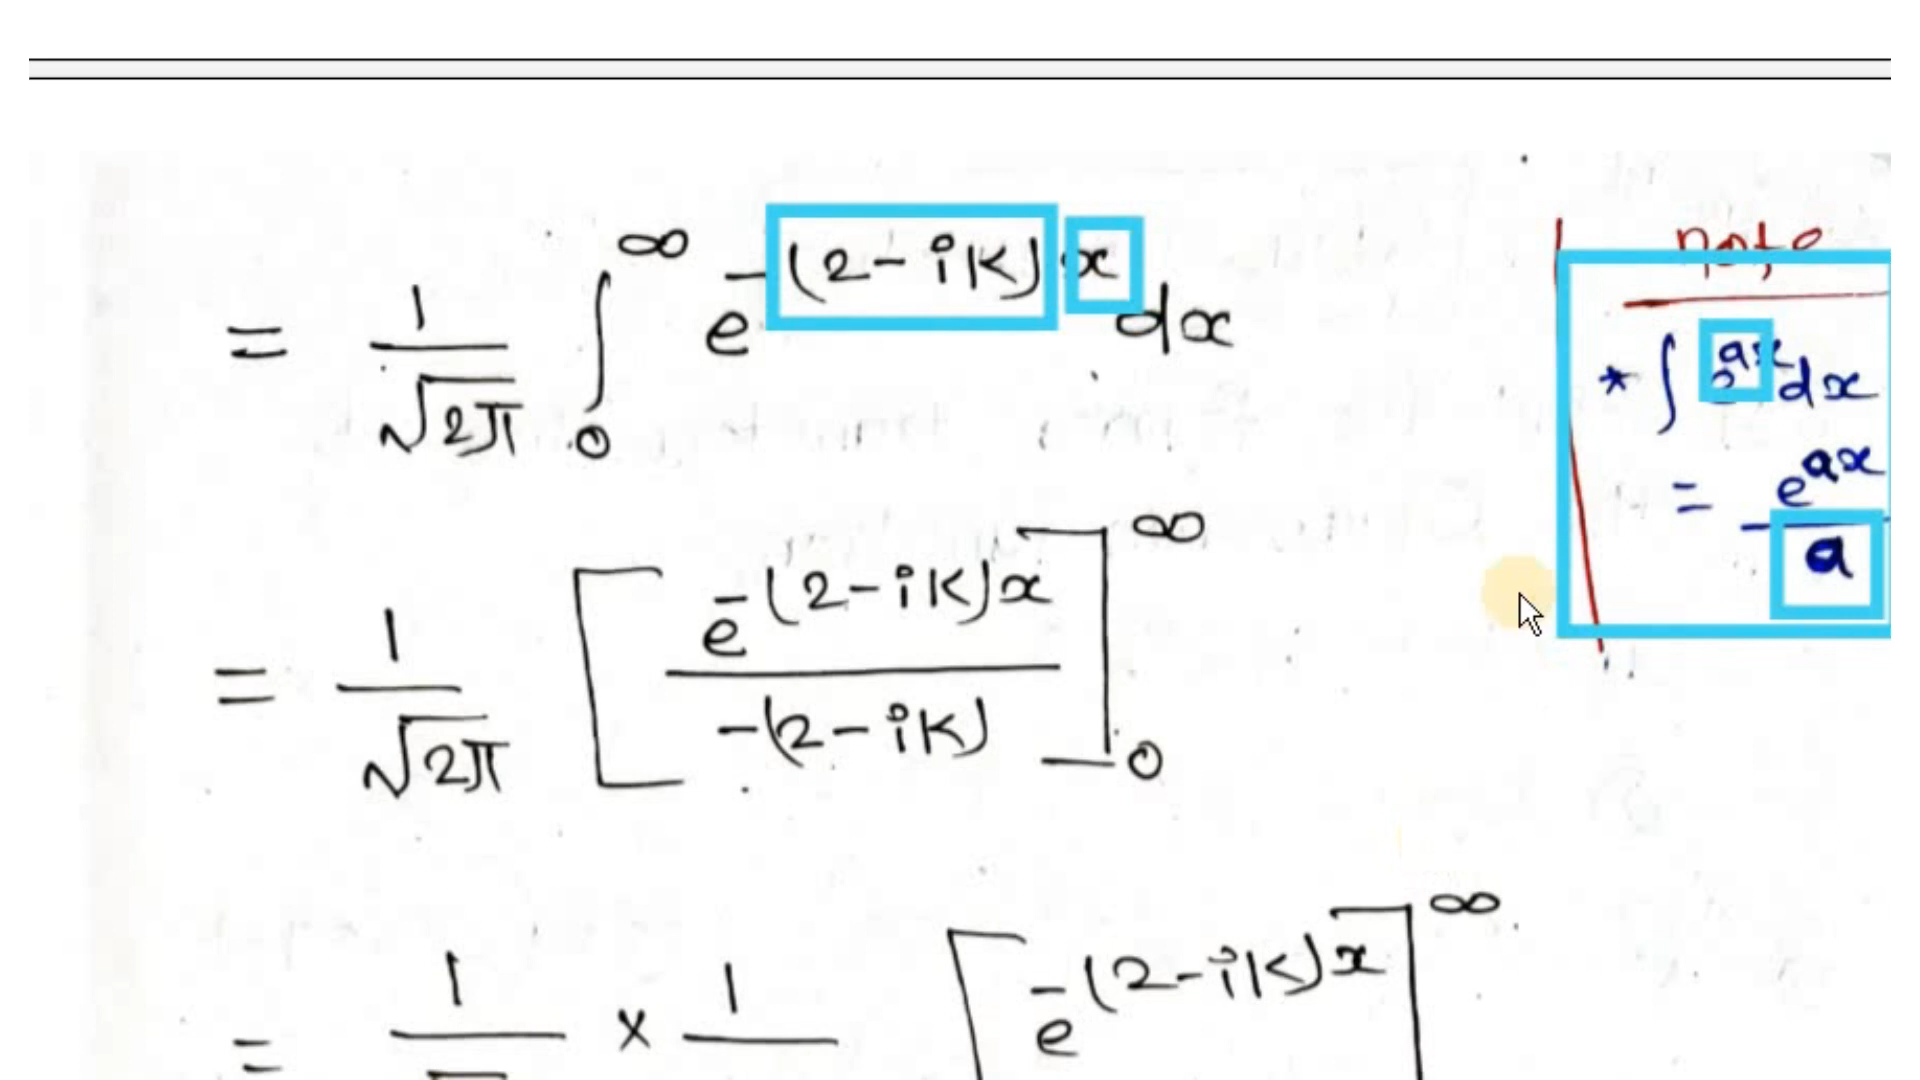 = 1/√2π ∫₀^∞ e^-(2-ik)x dx
= 1/√2π [ e^-(2-ik)x / -(2-ik) ]₀^∞
= 1 × 1 [ e^-(2-ik)x ]^∞
note
* ∫ e^ax dx
= e^ax / a